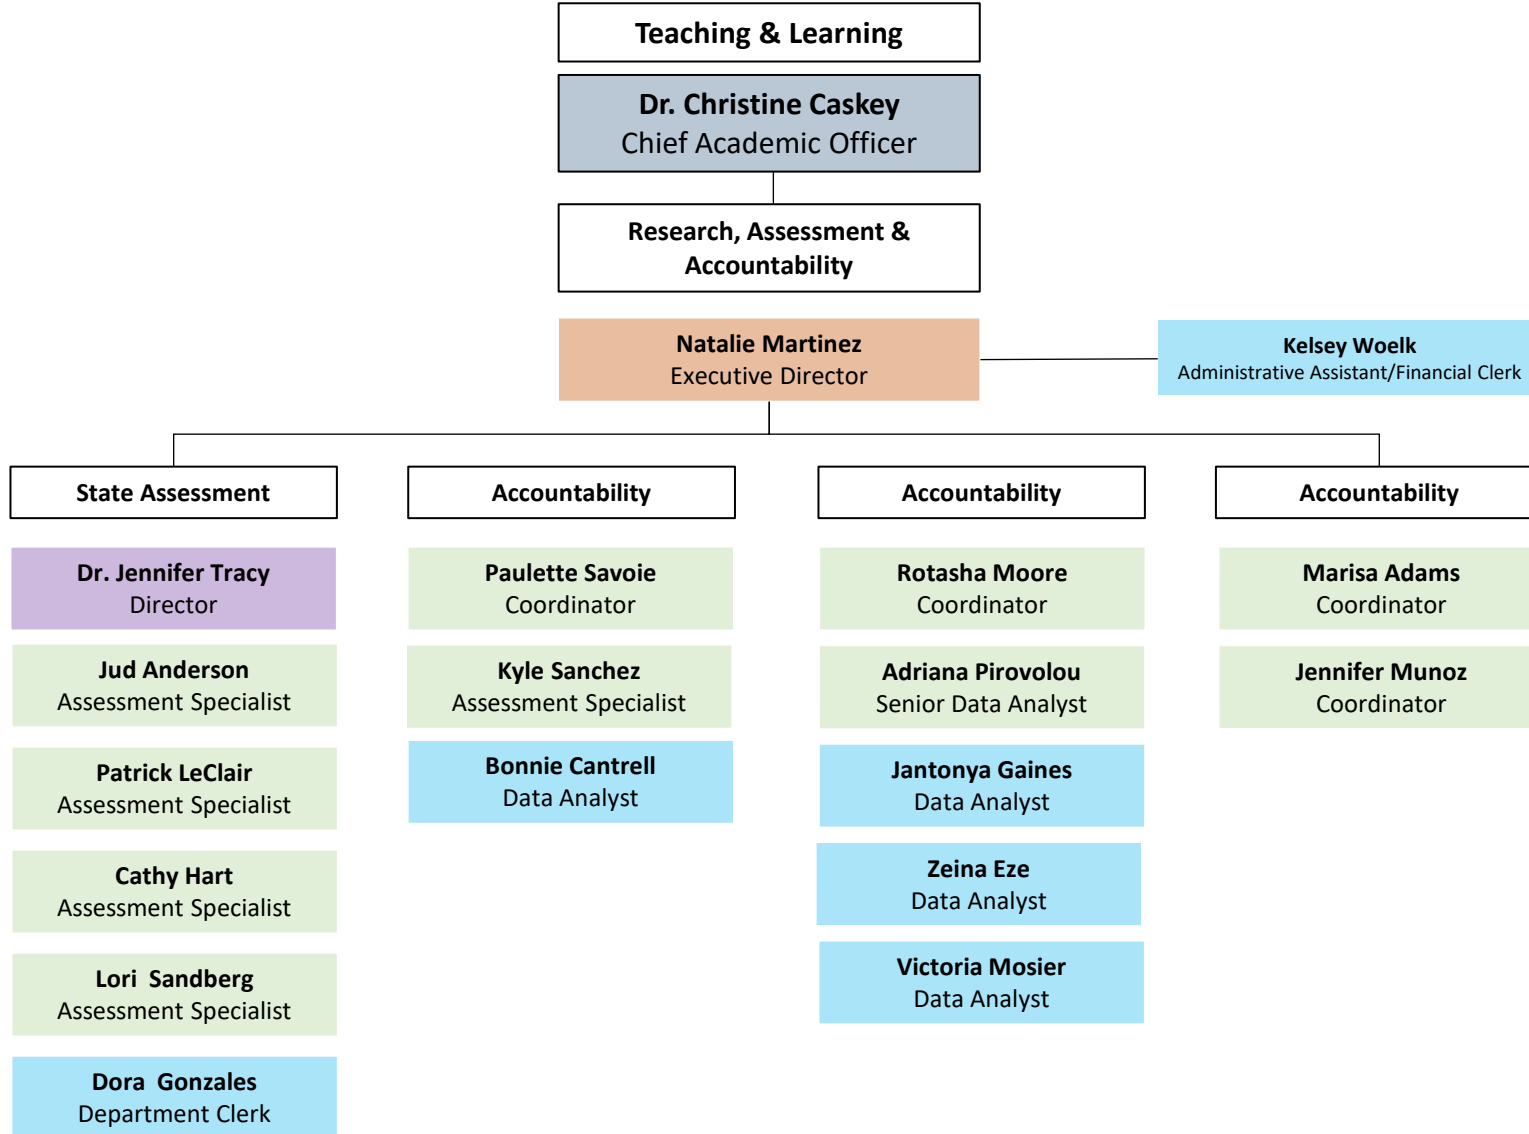 Teaching & Learning
Dr. Christine Caskey
Chief Academic Officer
Research, Assessment &
Accountability
Natalie Martinez
Executive Director
Kelsey Woelk
Administrative Assistant/Financial Clerk
State Assessment
Dr. Jennifer Tracy
Director
Jud Anderson
Assessment Specialist
Patrick LeClair
Assessment Specialist
Cathy Hart
Assessment Specialist
Lori  Sandberg
Assessment Specialist
Dora  Gonzales
Department Clerk
Accountability
Paulette Savoie
Coordinator
Kyle Sanchez
Assessment Specialist
Bonnie Cantrell
Data Analyst
Accountability
Rotasha Moore
Coordinator
Adriana Pirovolou
Senior Data Analyst
Jantonya Gaines
Data Analyst
Zeina Eze
Data Analyst
Victoria Mosier
Data Analyst
Accountability
Marisa Adams
Coordinator
Jennifer Munoz
Coordinator